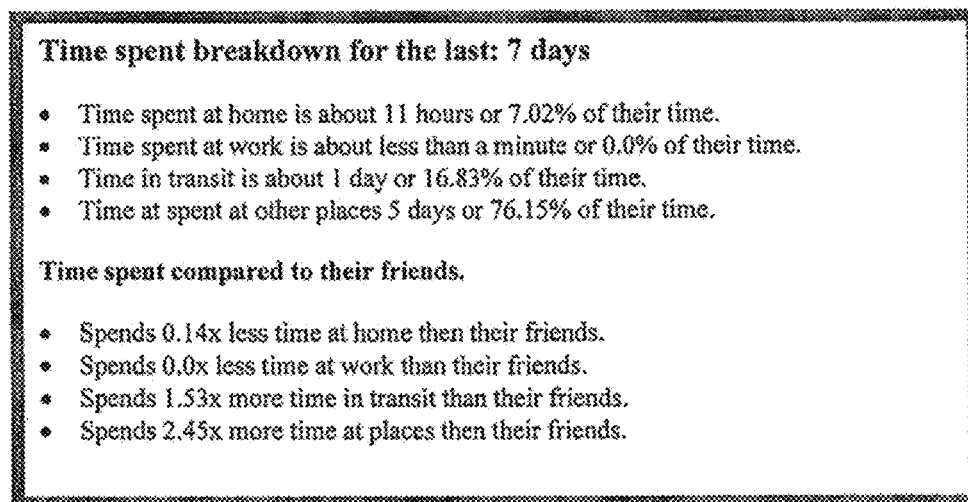 Time spent breakdown for the last: 7 days
• Time spent at home is about 11 hours or 7.02% of their time.
• Time spent at work is about less than a minute or 0.0% of their time.
• Time in transit is about 1 day or 16.83% of their time.
• Time at spent at other places 5 days or 76.15% of their time.
Time spent compared to their friends.
• Spends 0.14x less time at home then their friends.
• Spends 0.0x less time at work than their friends.
• Spends 1.53x more time in transit than their friends.
• Spends 2.45x more time at places then their friends.